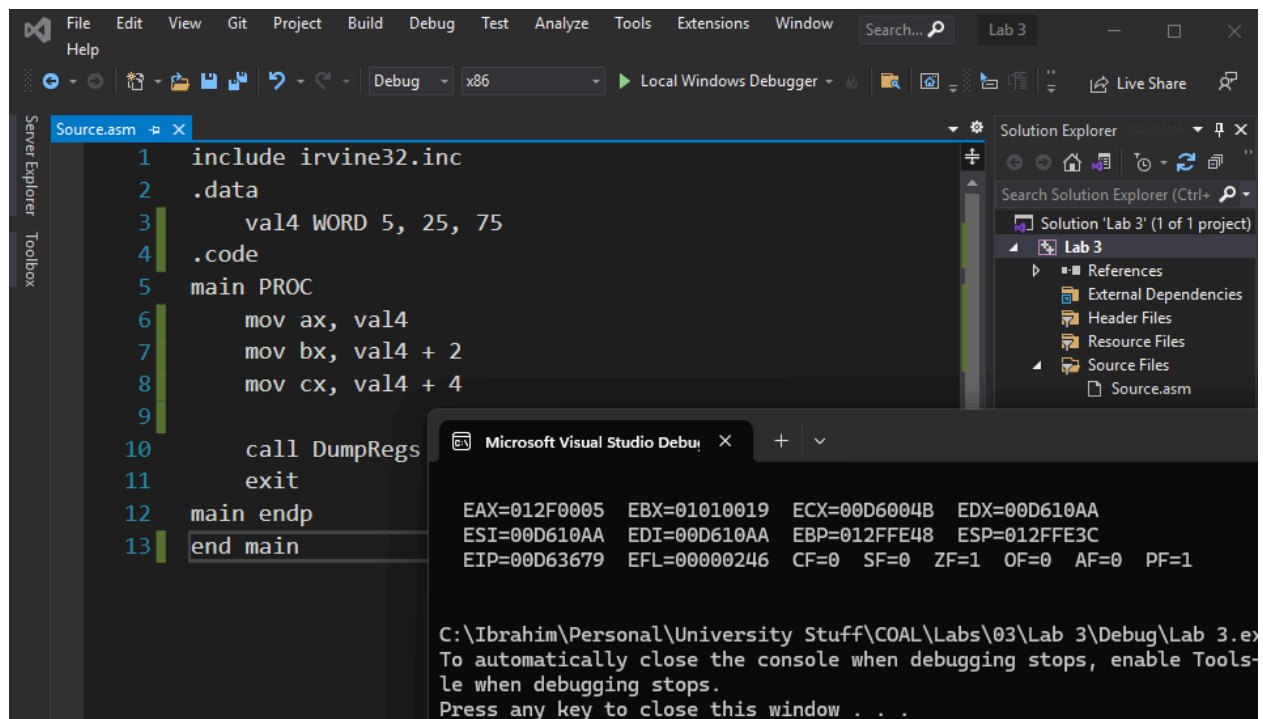 File Edit View Git Project Build Debug Test Analyze Tools Extensions Window Search... Lab 3
Help
Debug x86 Local Windows Debugger Live Share
Server Explorer
Toolbox
Source.asm
1 include irvine32.inc
2 .data
3 val4 WORD 5, 25, 75
4 .code
5 main PROC
6 mov ax, val4
7 mov bx, val4 + 2
8 mov cx, val4 + 4
9
10 call DumpRegs
11 exit
12 main endp
13 end main
Solution Explorer
Search Solution Explorer (Ctrl+
Solution 'Lab 3' (1 of 1 project)
Lab 3
References
External Dependencies
Header Files
Resource Files
Source Files
Source.asm
Microsoft Visual Studio Debu
EAX=012F0005 EBX=01010019 ECX=00D6004B EDX=00D610AA
ESI=00D610AA EDI=00D610AA EBP=012FFE48 ESP=012FFE3C
EIP=00D63679 EFL=00000246 CF=0 SF=0 ZF=1 OF=0 AF=0 PF=1
C:\Ibrahim\Personal\University Stuff\COAL\Labs\03\Lab 3\Debug\Lab 3.ex
To automatically close the console when debugging stops, enable Tools-
le when debugging stops.
Press any key to close this window . . .